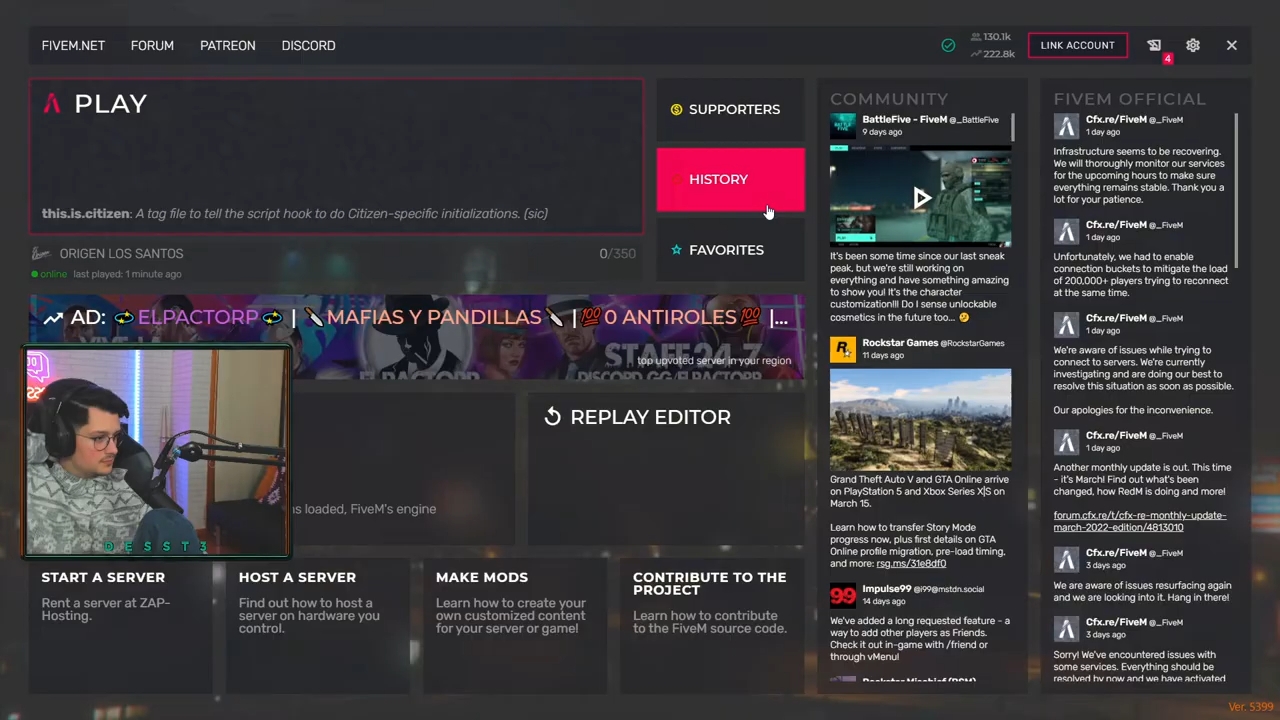 FIVEM.NET FORUM PATREON DISCORD
130.1k
222.8k
LINK ACCOUNT
4
PLAY
this.is.citizen: A tag file to tell the script hook to do Citizen-specific initializations. (sic)
ORIGEN LOS SANTOS 0/350
online last played: 1 minute ago
SUPPORTERS
HISTORY
FAVORITES
AD: 💫ELPACTORP💫 | 🔪MAFIAS Y PANDILLAS🔪 |💯0 ANTIROLES💯 |...
top upvoted server in your region
STAFF 24.7
ELPACTORP
DISCORD.GG/ELPACTORP
REPLAY EDITOR
s loaded, FiveM's engine
DESST3
START A SERVER
Rent a server at ZAP-
Hosting.
HOST A SERVER
Find out how to host a
server on hardware you
control.
MAKE MODS
Learn how to create your
own customized content
for your server or game!
CONTRIBUTE TO THE
PROJECT
Learn how to contribute
to the FiveM source code.
COMMUNITY
BattleFive - FiveM @_BattleFive
9 days ago
It's been some time since our last sneak
peak, but we're still working on
everything and have something amazing
to show you! It's the character
customization!!! Do I sense unlockable
cosmetics in the future too... 🤔
Rockstar Games @RockstarGames
11 days ago
Grand Theft Auto V and GTA Online arrive
on PlayStation 5 and Xbox Series X|S on
March 15.
Learn how to transfer Story Mode
progress now, plus first details on GTA
Online profile migration, pre-load timing,
and more: rsg.ms/31e8df0
99
Impulse99 @i99@mstdn.social
14 days ago
We've added a long requested feature - a
way to add other players as Friends.
Check it out in-game with /friend or
through vMenu!
Rockstar Mischief (RSM)
FIVEM OFFICIAL
Cfx.re/FiveM @_FiveM
1 day ago
Infrastructure seems to be recovering.
We will thoroughly monitor our services
for the upcoming hours to make sure
everything remains stable. Thank you a
lot for your patience.
Cfx.re/FiveM @_FiveM
1 day ago
Unfortunately, we had to enable
connection buckets to mitigate the load
of 200,000+ players trying to reconnect
at the same time.
Cfx.re/FiveM @_FiveM
1 day ago
We're aware of issues while trying to
connect to servers. We're currently
investigating and are doing our best to
resolve this situation as soon as possible.
Our apologies for the inconvenience.
Cfx.re/FiveM @_FiveM
1 day ago
Another monthly update is out. This time
- it's March! Find out what's been
changed, how RedM is doing and more!
forum.cfx.re/t/cfx-re-monthly-update-
march-2022-edition/4813010
Cfx.re/FiveM @_FiveM
3 days ago
We are aware of issues resurfacing again
and we are looking into it. Hang in there!
Cfx.re/FiveM @_FiveM
3 days ago
Sorry! We've encountered issues with
some services. Everything should be
resolved by now and we have activated
Ver. 5399